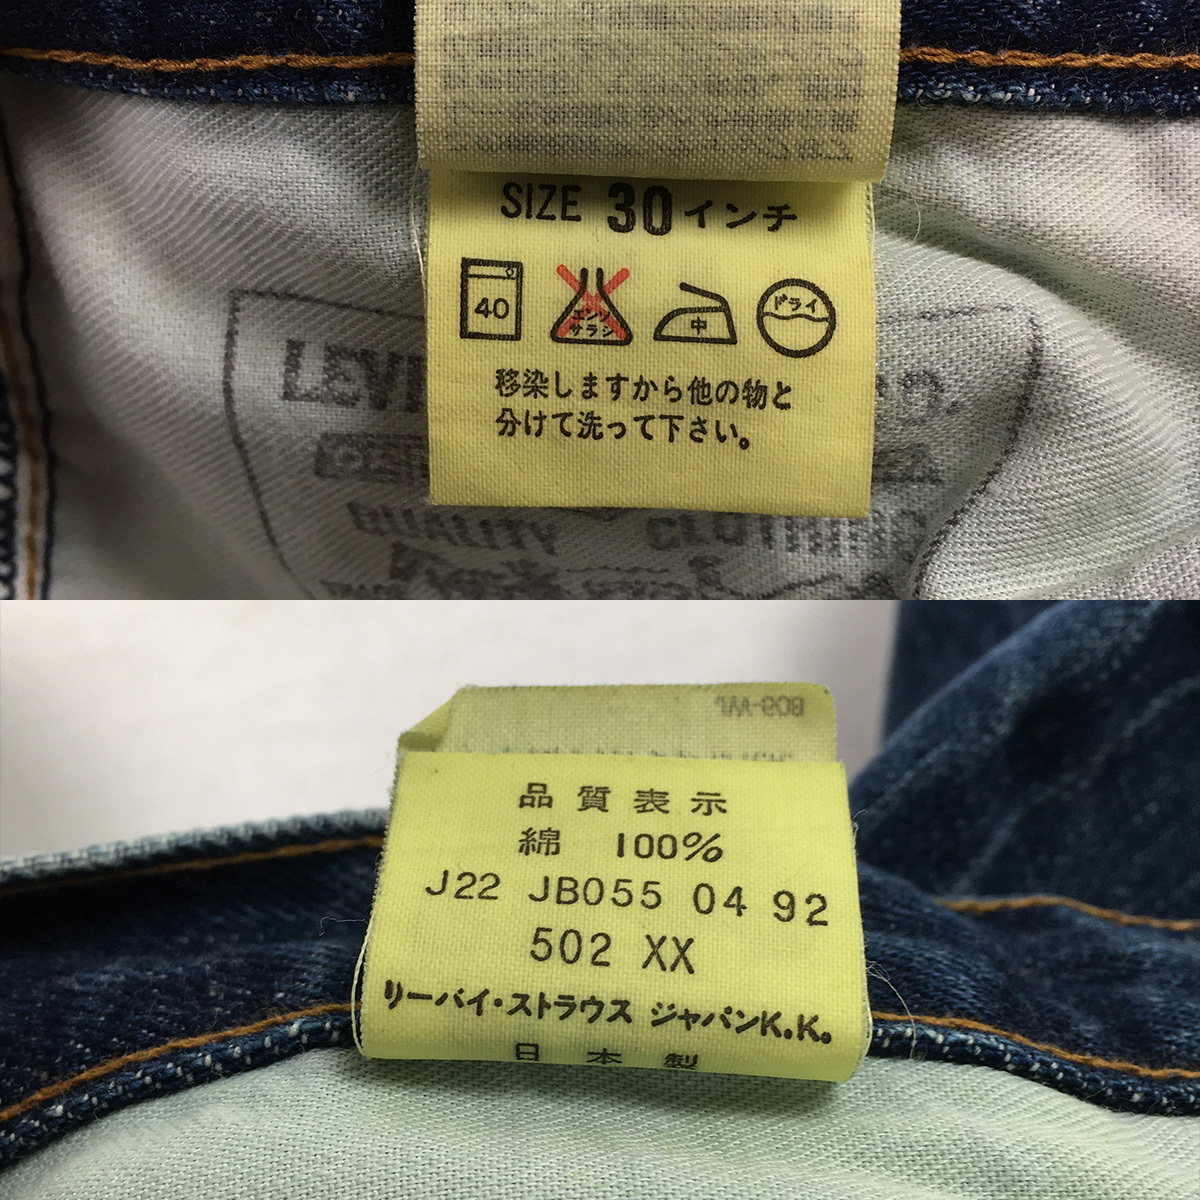 SIZE 30インチ
40 エンソ サラシ 中 ドライ
移染しますから他の物と
分けて洗って下さい。
QUALITY CLOTHING
品質表示
綿 100%
J22 JB055 04 92
502 XX
リーバイ・ストラウス ジャパンK.K.
日本製